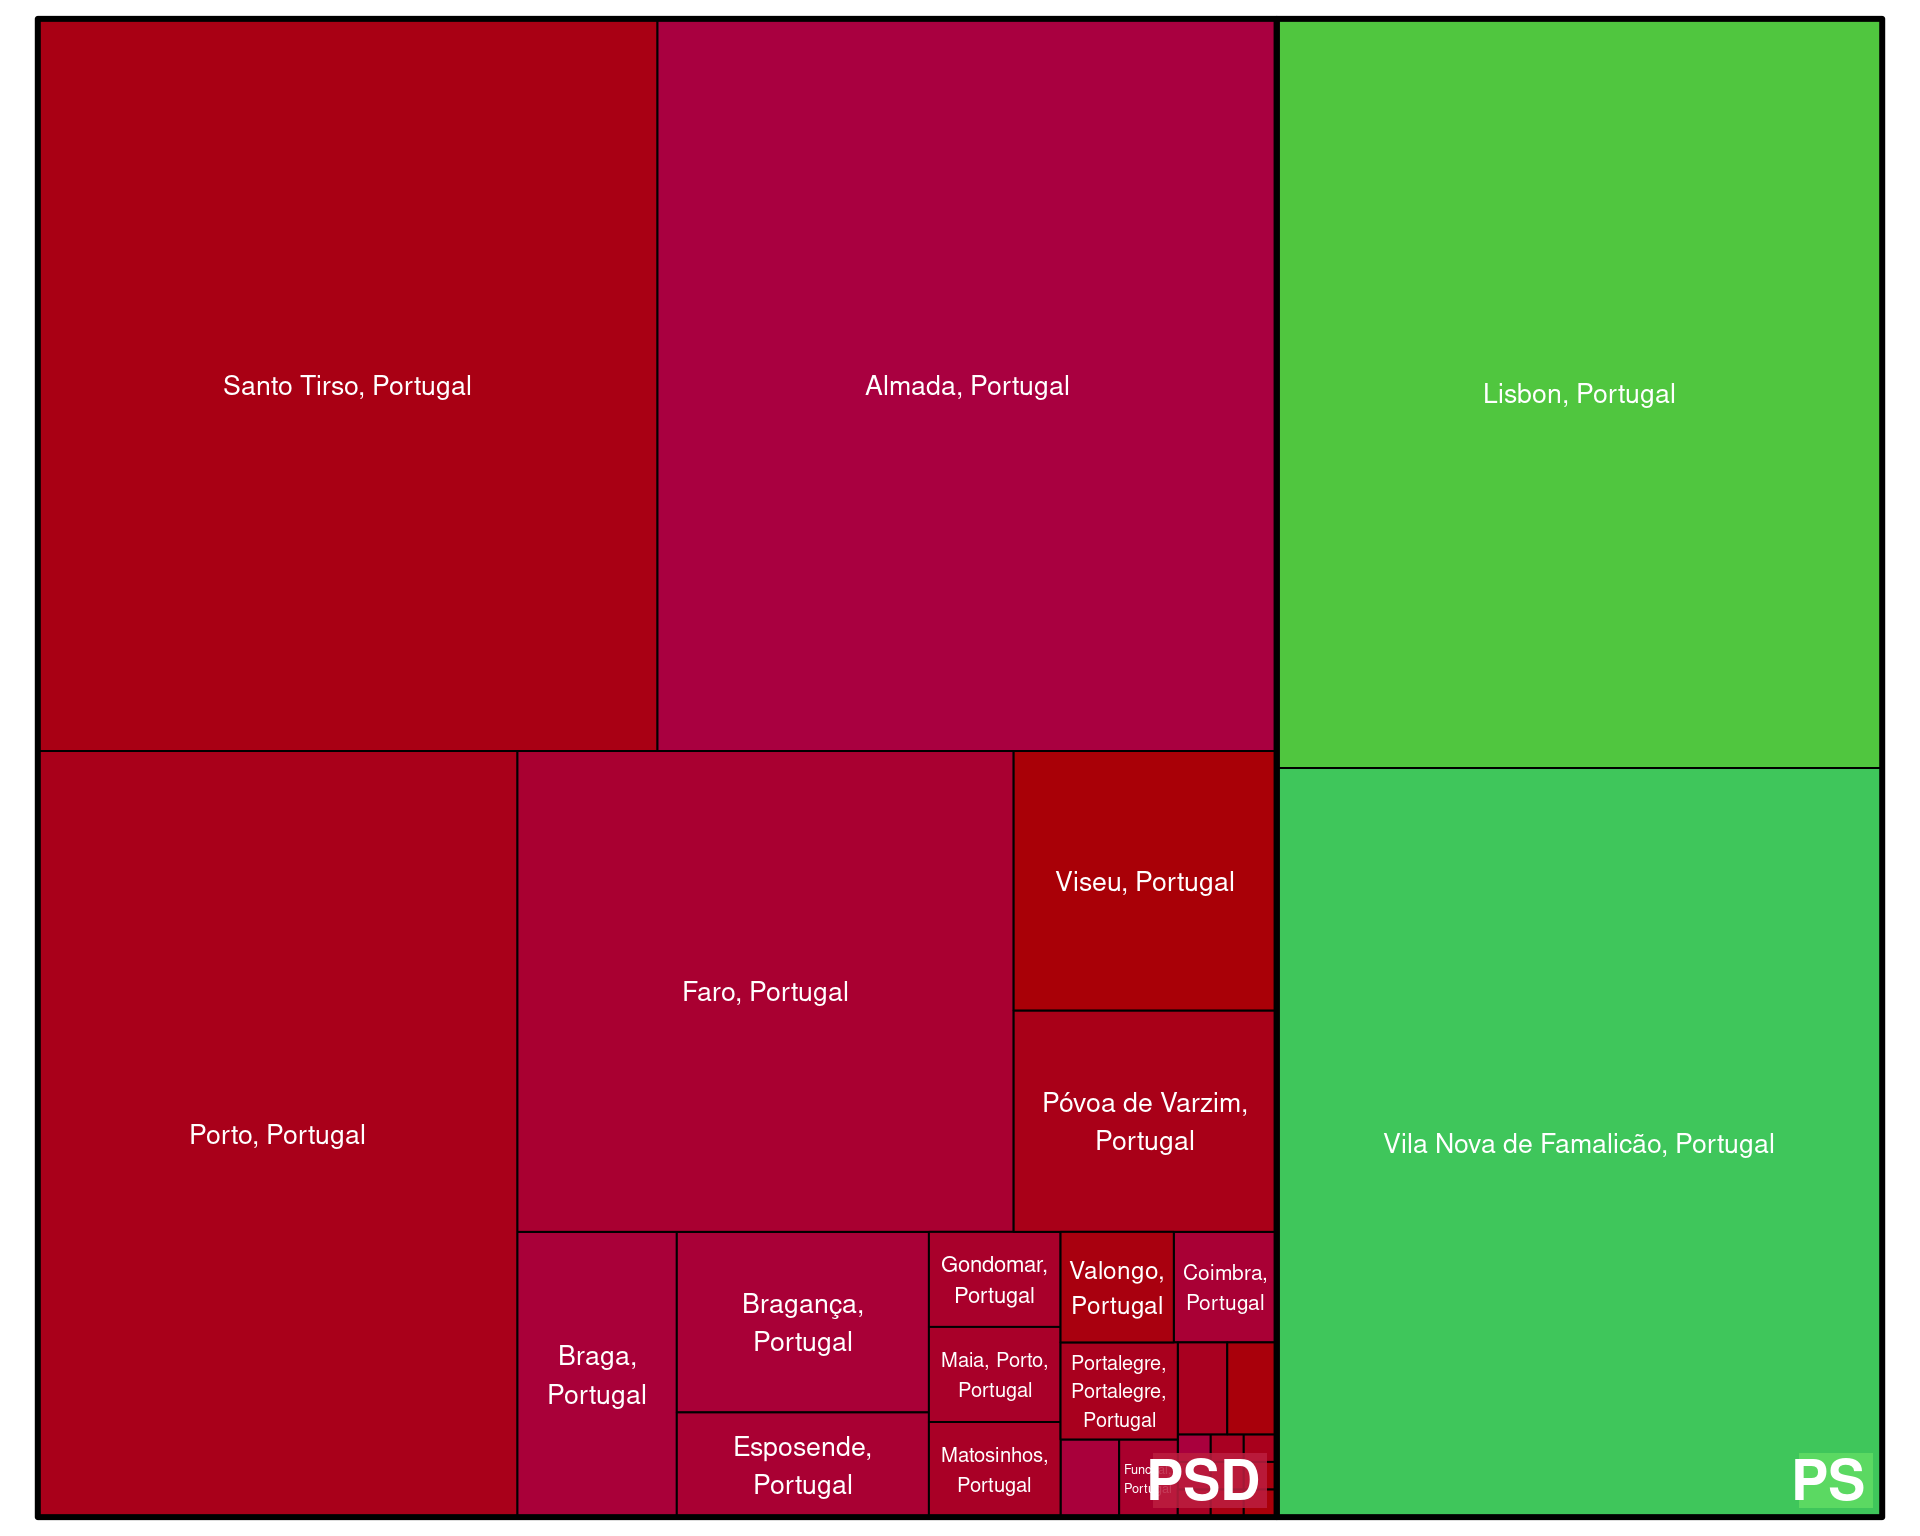 Santo Tirso, Portugal
Almada, Portugal
Lisbon, Portugal
Porto, Portugal
Faro, Portugal
Viseu, Portugal
Póvoa de Varzim,
Portugal
Vila Nova de Famalicão, Portugal
Braga,
Portugal
Bragança,
Portugal
Esposende,
Portugal
Gondomar,
Portugal
Maia, Porto,
Portugal
Matosinhos,
Portugal
Valongo,
Portugal
Coimbra,
Portugal
Portalegre,
Portalegre,
Portugal
PSD
PS